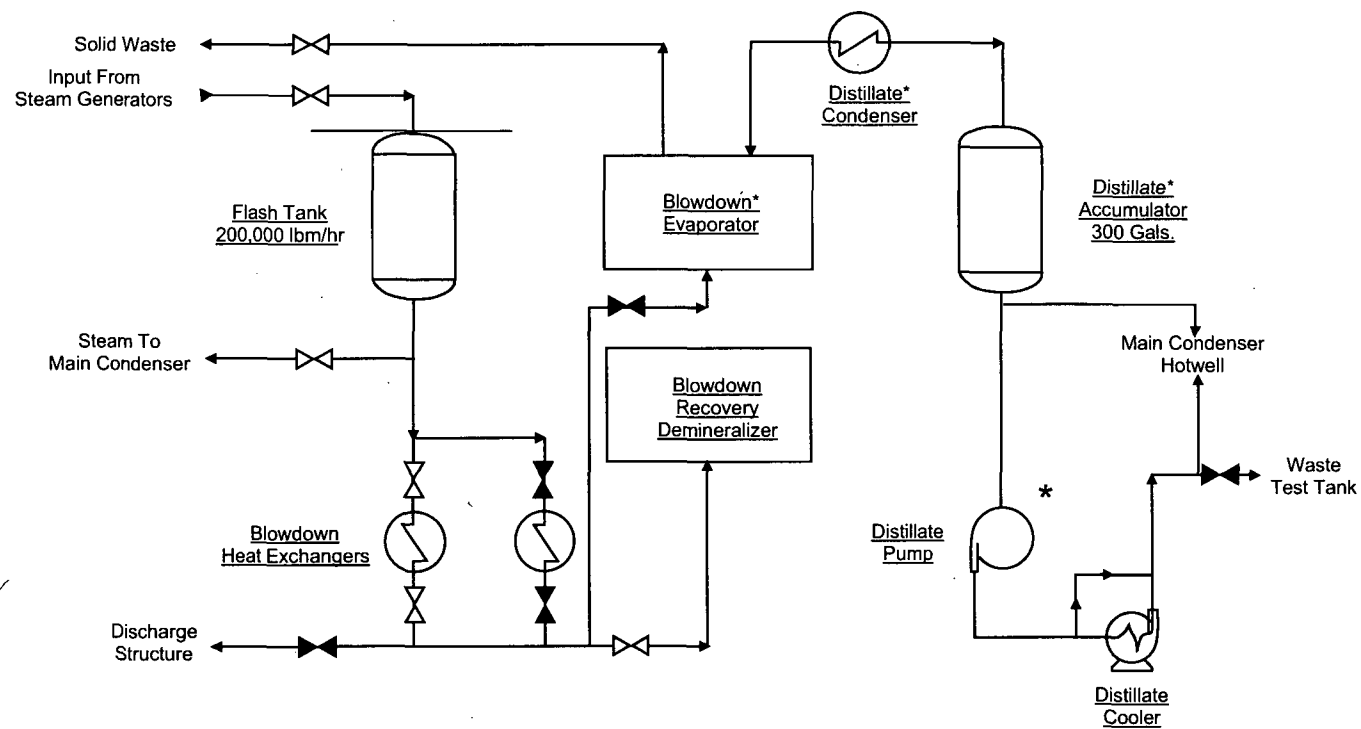 Solid Waste
Input From
Steam Generators
Distillate*
Condenser
Flash Tank
200,000 lbm/hr
Blowdown*
Evaporator
Distillate*
Accumulator
300 Gals.
Steam To
Main Condenser
Main Condenser
Hotwell
Blowdown
Recovery
Demineralizer
Waste
Test Tank
*
Distillate
Pump
Blowdown
Heat Exchangers
Discharge
Structure
Distillate
Cooler